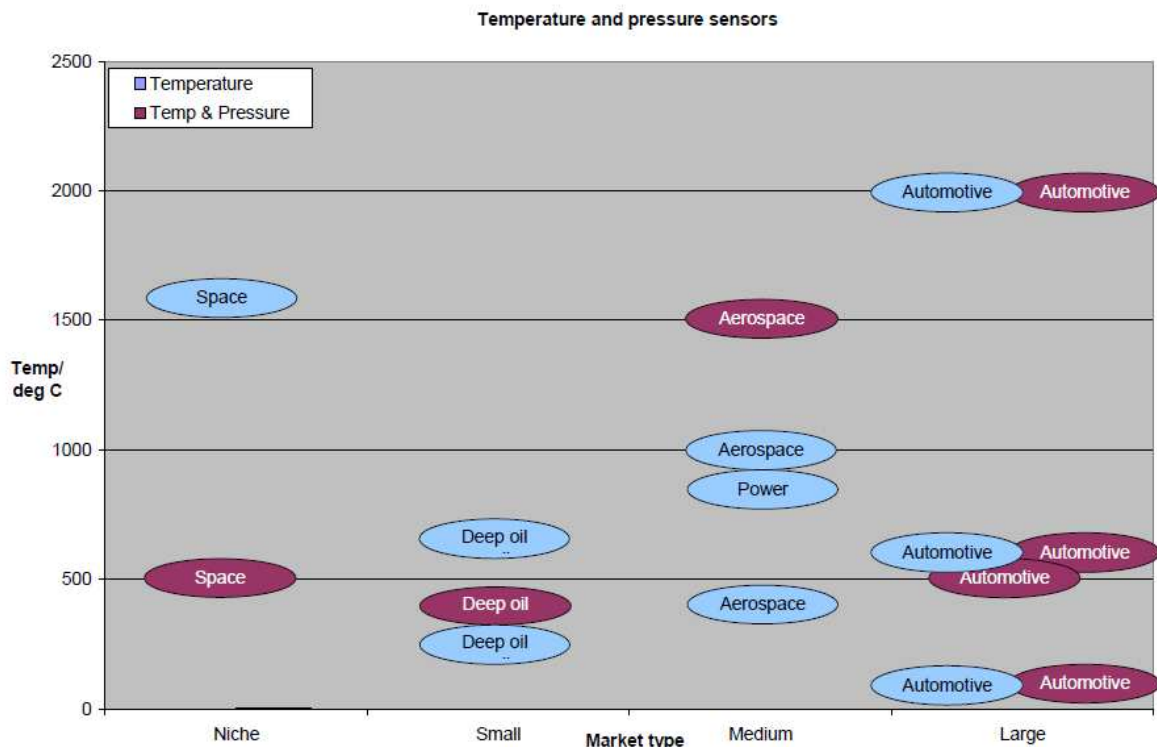 Temperature and pressure sensors
2500
Temperature
Temp & Pressure
2000
Automotive Automotive
Space
1500
Aerospace
Temp/
deg C
1000
Aerospace
Power
Deep oil
Automotive Automotive
500
Space
Automotive
Deep oil
Aerospace
Deep oil
Automotive Automotive
0
Niche Small Medium Large
Market type